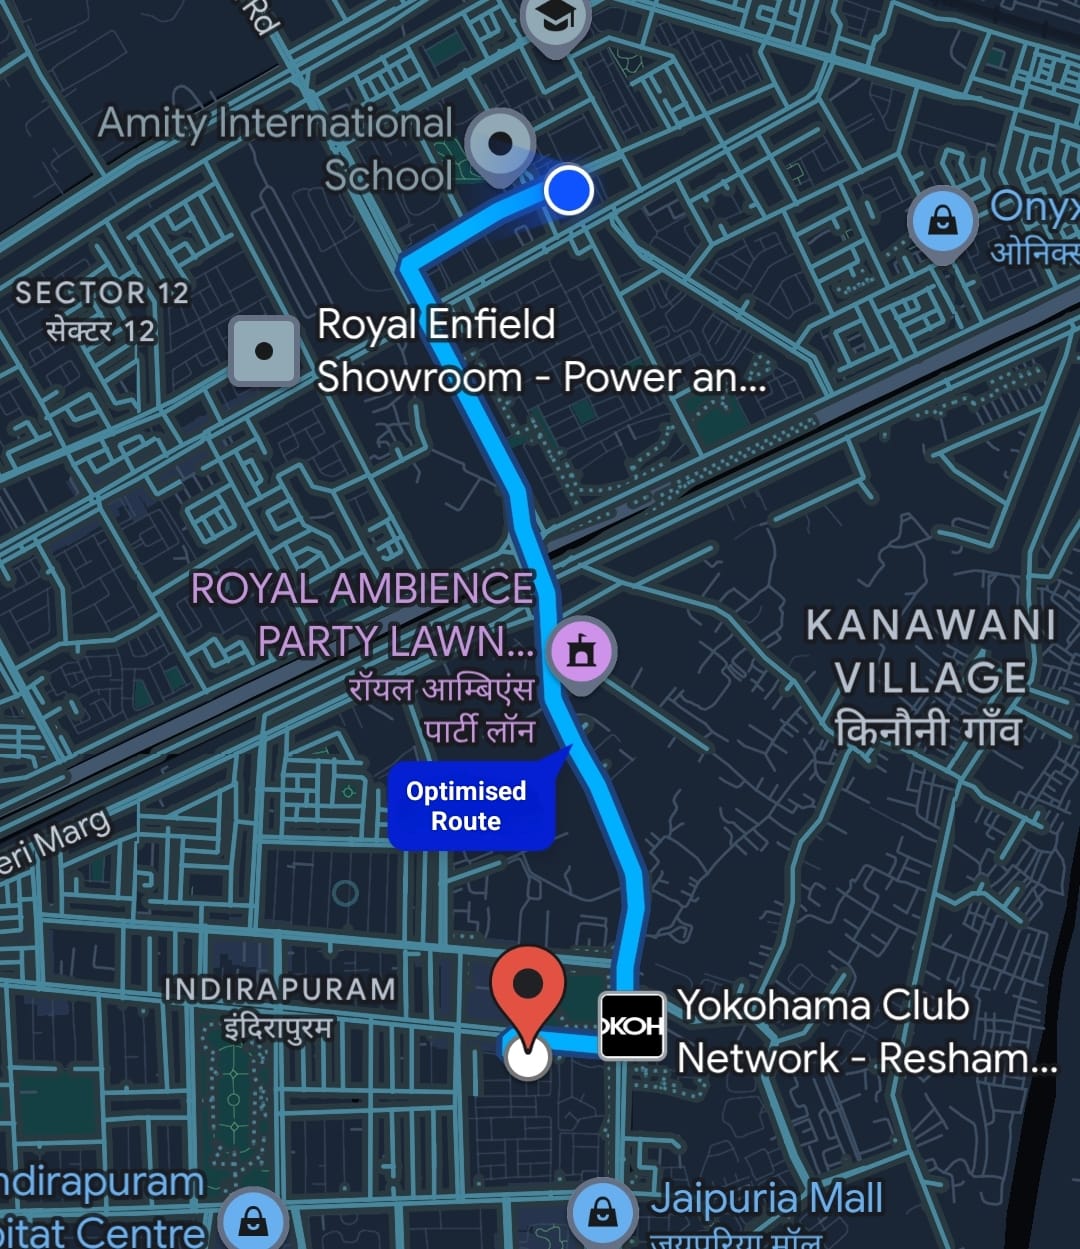 Rd
Amity International
School
Onyx
ओनिक्स
SECTOR 12
सेक्टर 12
Royal Enfield
Showroom - Power an...
ROYAL AMBIENCE
PARTY LAWN...
रॉयल आम्बिएंस
पार्टी लॉन
KANAWANI
VILLAGE
किनौनी गाँव
Optimised
Route
eri Marg
INDIRAPURAM
इंदिरापुरम
OKOH
Yokohama Club
Network - Resham...
ndirapuram
bitat Centre
Jaipuria Mall
जयपुरिया मॉल